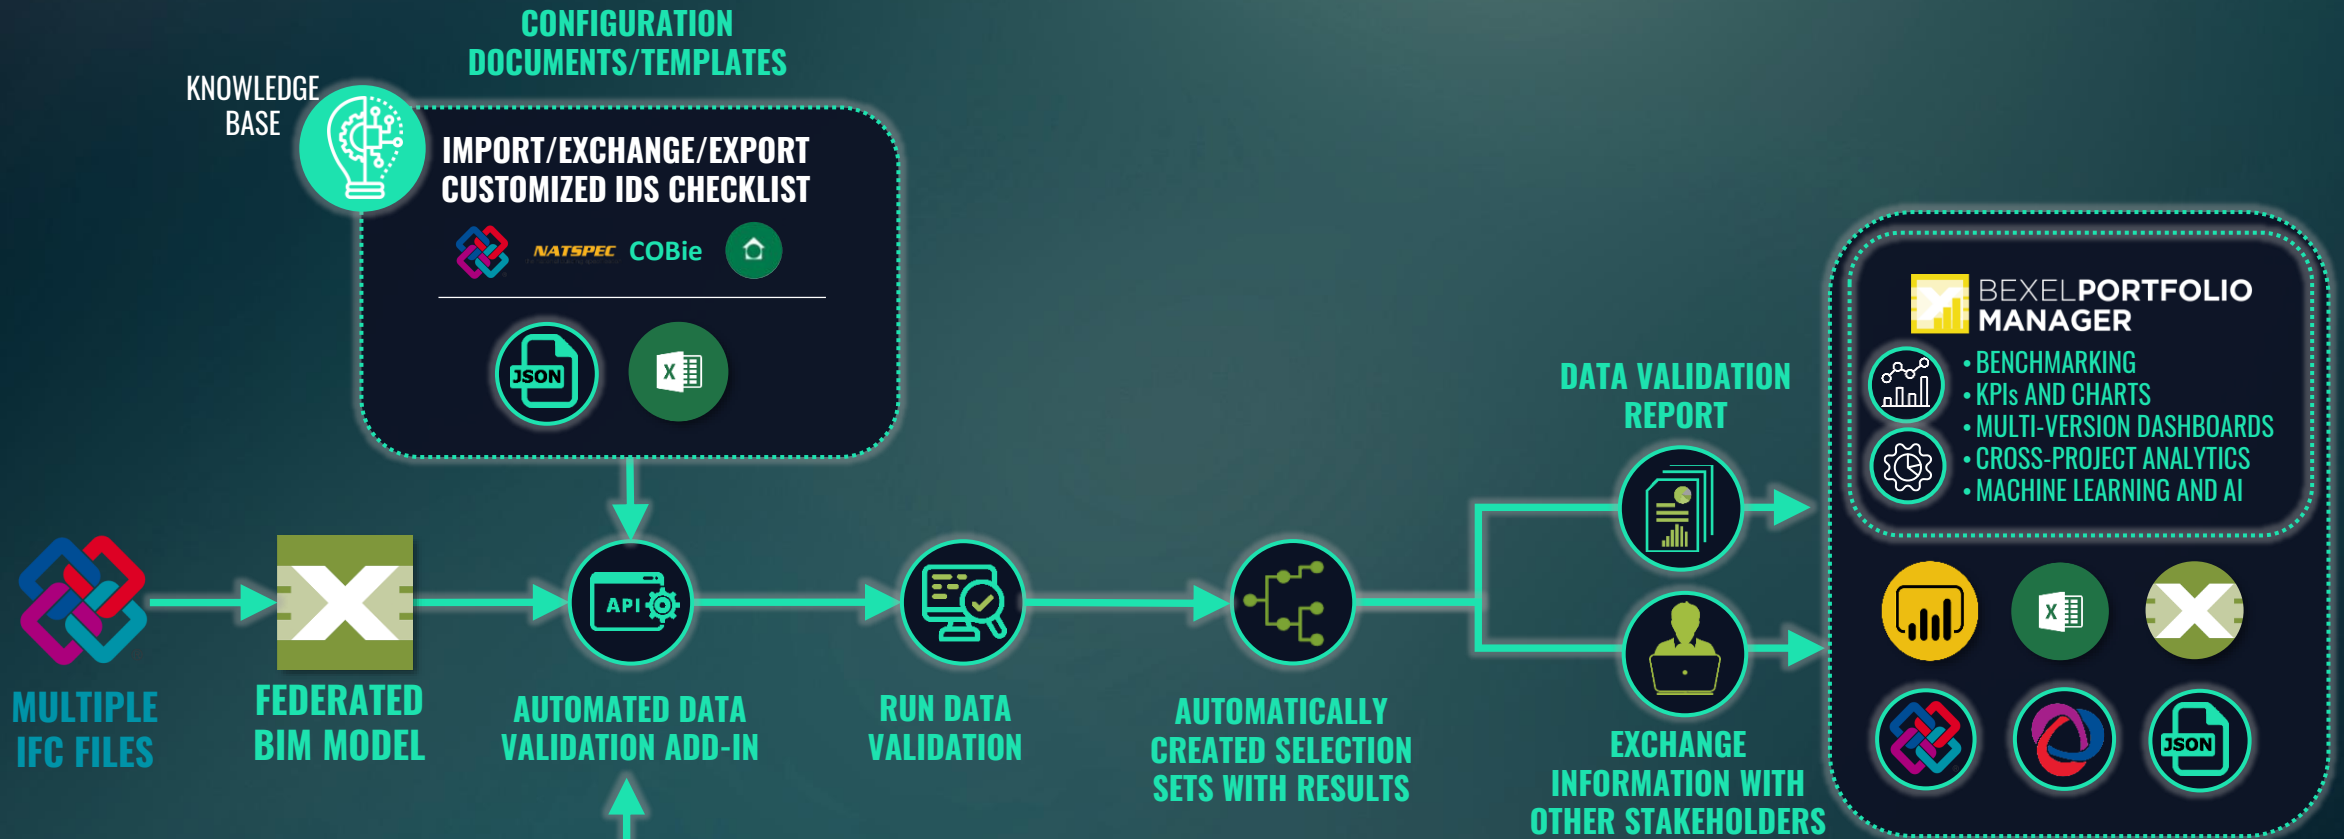 CONFIGURATION
DOCUMENTS/TEMPLATES
KNOWLEDGE
BASE
IMPORT/EXCHANGE/EXPORT
CUSTOMIZED IDS CHECKLIST
NATSPEC
COBie
JSON
X
MULTIPLE
IFC FILES
FEDERATED
BIM MODEL
API
AUTOMATED DATA
VALIDATION ADD-IN
RUN DATA
VALIDATION
AUTOMATICALLY
CREATED SELECTION
SETS WITH RESULTS
DATA VALIDATION
REPORT
EXCHANGE
INFORMATION WITH
OTHER STAKEHOLDERS
BEXELPORTFOLIO
MANAGER
• BENCHMARKING
• KPIs AND CHARTS
• MULTI-VERSION DASHBOARDS
• CROSS-PROJECT ANALYTICS
• MACHINE LEARNING AND AI
X
JSON